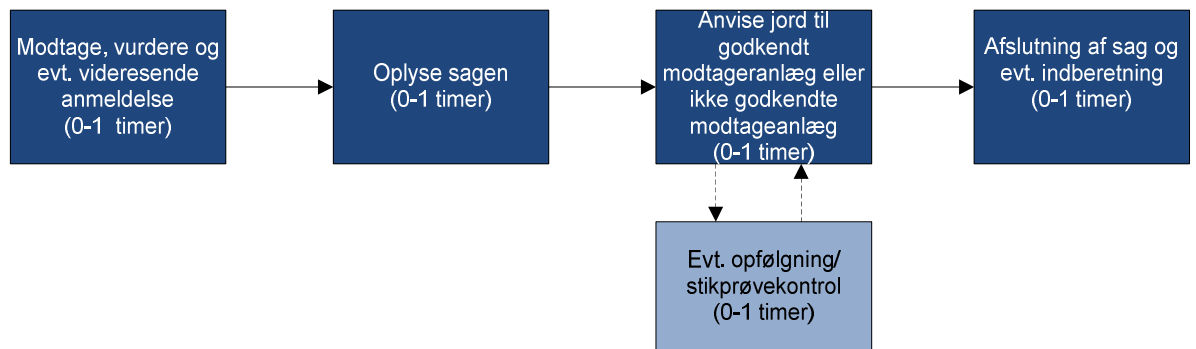 Modtage, vurdere og
evt. videresende
anmeldelse
(0-1 timer)
Oplyse sagen
(0-1 timer)
Anvise jord til
godkendt
modtageranlæg eller
ikke godkendte
modtageanlæg
(0-1 timer)
Afslutning af sag og
evt. indberetning
(0-1 timer)
Evt. opfølgning/
stikprøvekontrol
(0-1 timer)